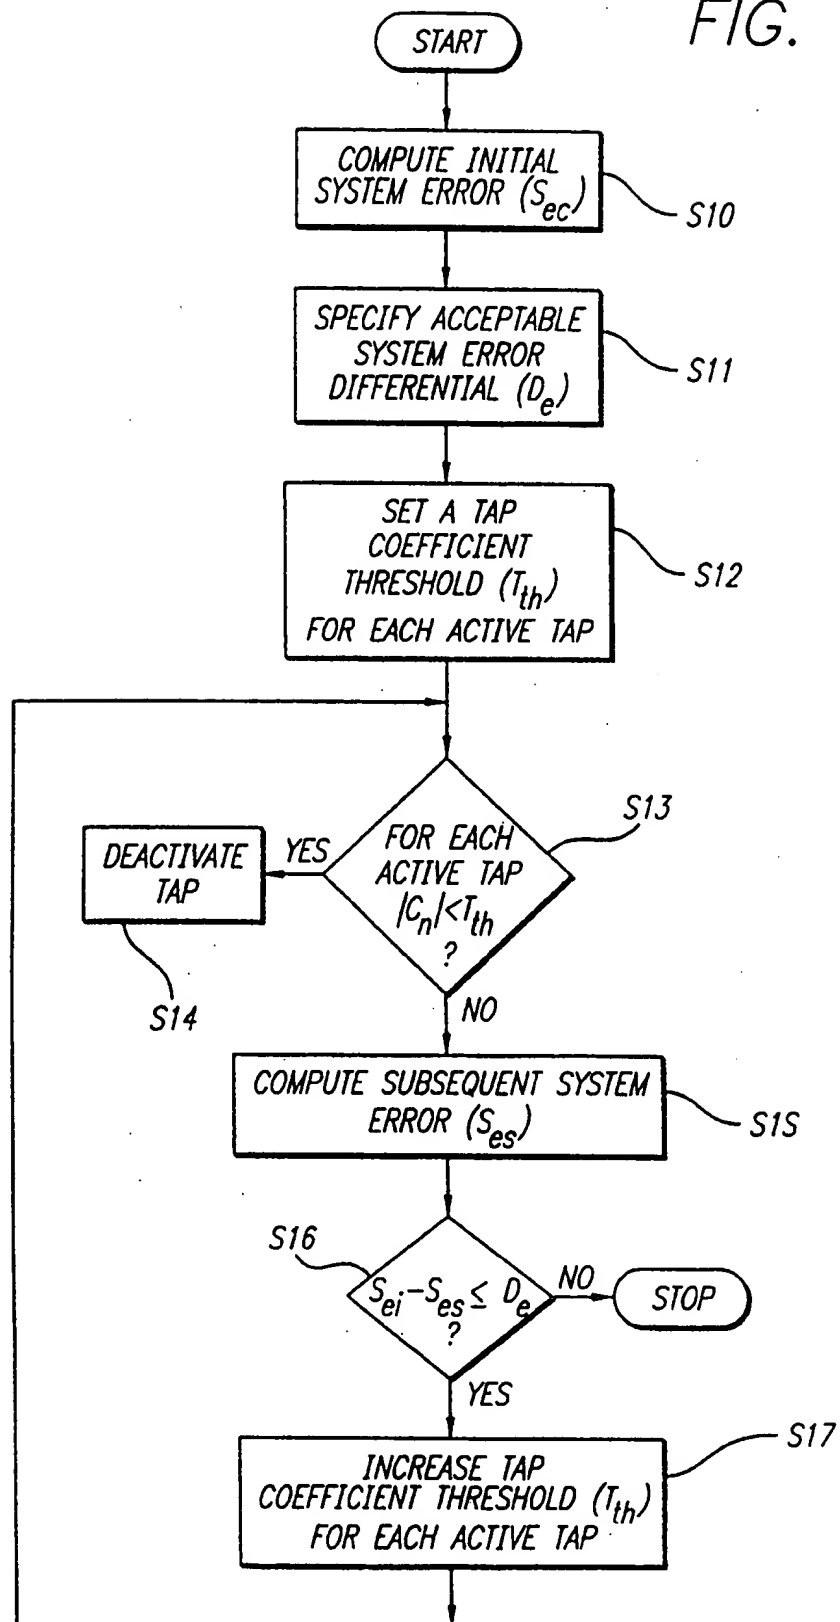 FIG.
START
COMPUTE INITIAL
SYSTEM ERROR (Sec)
S10
SPECIFY ACCEPTABLE
SYSTEM ERROR
DIFFERENTIAL (De)
S11
SET A TAP
COEFFICIENT
THRESHOLD (Tth)
FOR EACH ACTIVE TAP
S12
S13
FOR EACH
ACTIVE TAP
|Cn|<Tth
?
YES
DEACTIVATE
TAP
S14
NO
COMPUTE SUBSEQUENT SYSTEM
ERROR (Ses)
S1S
S16
Sei-Ses≤ De
?
NO
STOP
YES
S17
INCREASE TAP
COEFFICIENT THRESHOLD (Tth)
FOR EACH ACTIVE TAP